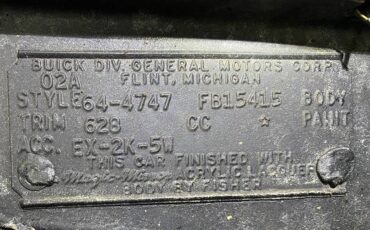 BUICK DIV. GENERAL MOTORS CORP.
02A FLINT, MICHIGAN
STYLE 64-4747 FB15415 BODY
TRIM 628 CC ☆ PAINT
ACC. EX-2K-5W
THIS CAR FINISHED WITH
Magic-Mirror ACRYLIC LACQUER
BODY BY FISHER